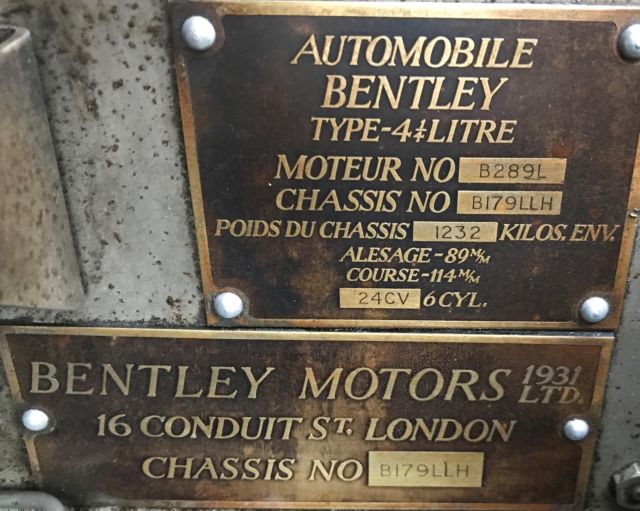 AUTOMOBILE
BENTLEY
TYPE-4¼LITRE
MOTEUR NO B289L
CHASSIS NO B179LLH
POIDS DU CHASSIS 1232 KILOS.ENV.
ALESAGE-89M/M
COURSE-114M/M
24CV 6CYL.
BENTLEY MOTORS 1931 LTD.
16 CONDUIT ST. LONDON
CHASSIS NO B179LLH